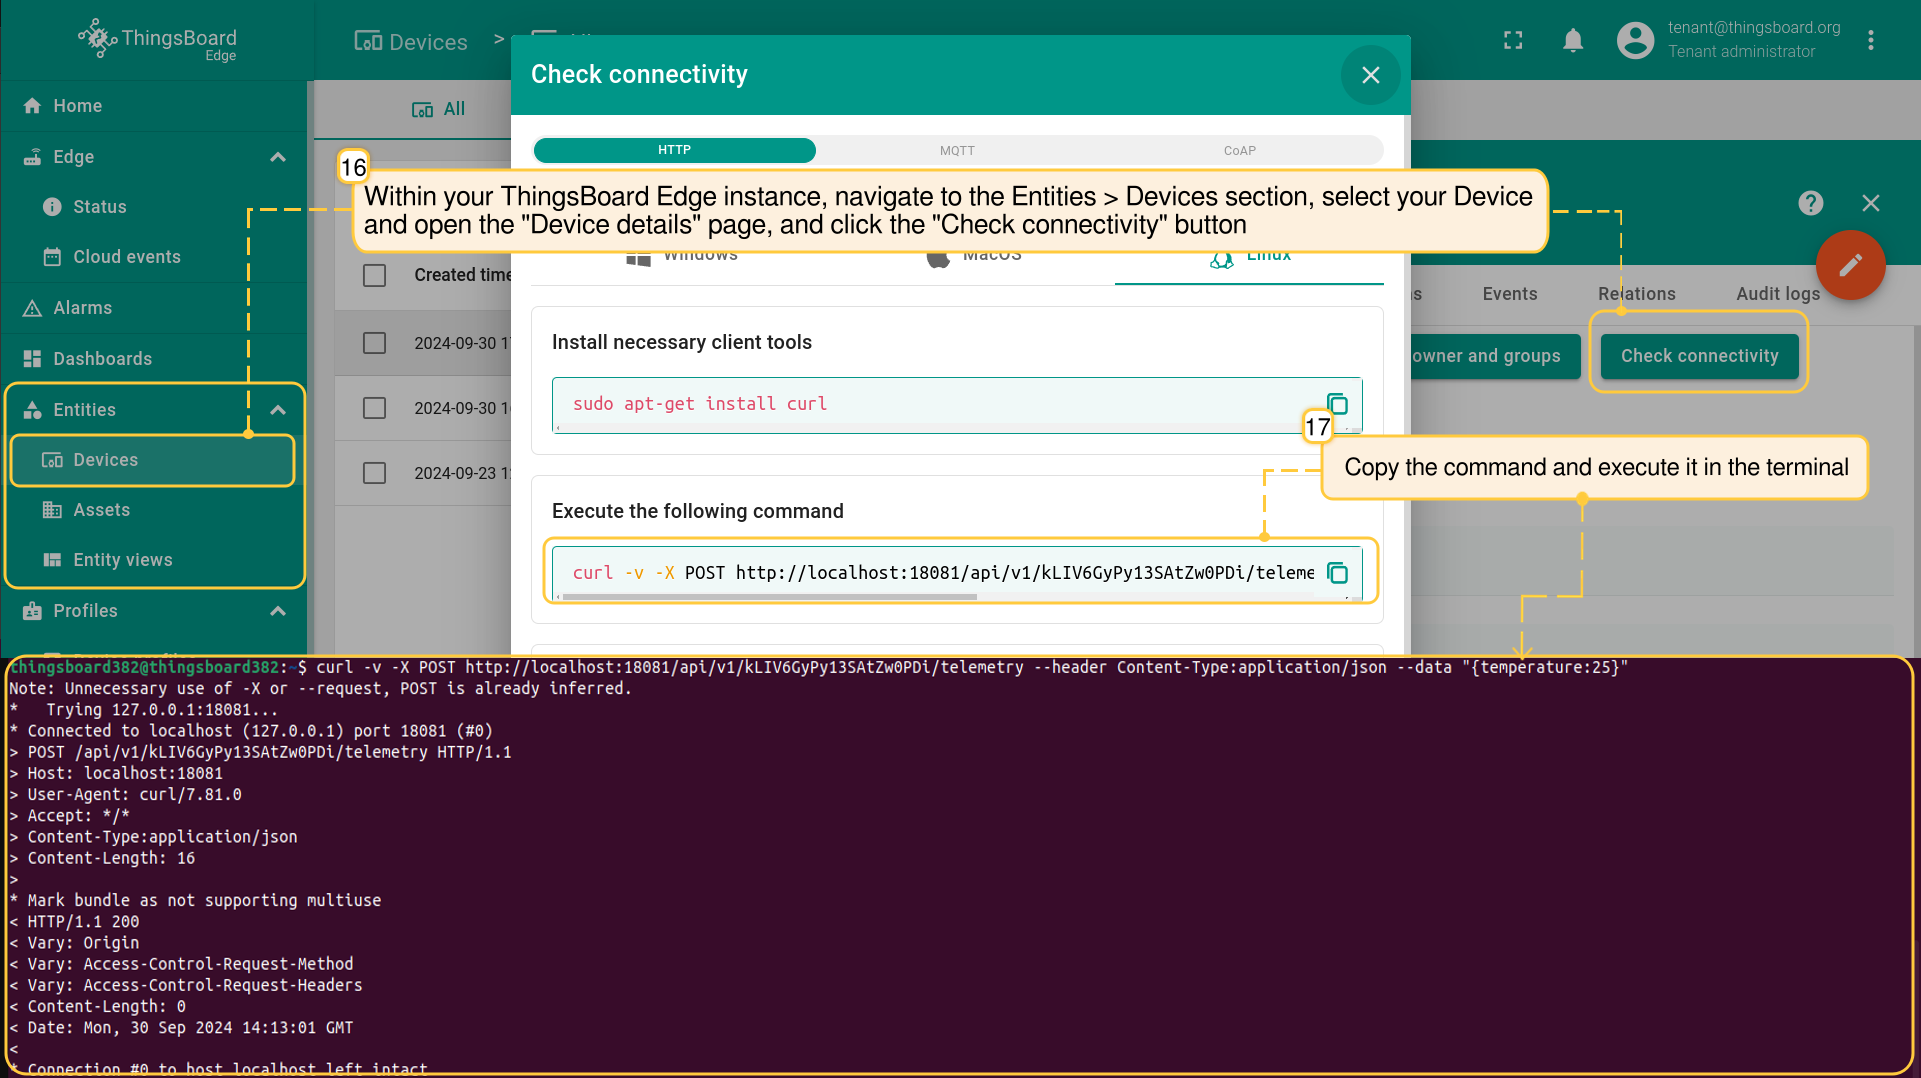 ThingsBoard
Edge
Devices >
tenant@thingsboard.org
Tenant administrator
Check connectivity
Home
Edge
Status
Cloud events
Alarms
Dashboards
Entities
Devices
Assets
Entity views
Profiles
All
HTTP
MQTT
CoAP
16
Within your ThingsBoard Edge instance, navigate to the Entities > Devices section, select your Device
and open the "Device details" page, and click the "Check connectivity" button
Windows
MacOS
Linux
Created time
Events
Relations
Audit logs
2024-09-30
owner and groups
Check connectivity
Install necessary client tools
2024-09-30
sudo apt-get install curl
17
Copy the command and execute it in the terminal
2024-09-23
Execute the following command
curl -v -X POST http://localhost:18081/api/v1/kLIV6GyPy13SAtZw0PDi/teleme
thingsboard382@thingsboard382:~$ curl -v -X POST http://localhost:18081/api/v1/kLIV6GyPy13SAtZw0PDi/telemetry --header Content-Type:application/json --data "{temperature:25}"
Note: Unnecessary use of -X or --request, POST is already inferred.
*   Trying 127.0.0.1:18081...
* Connected to localhost (127.0.0.1) port 18081 (#0)
> POST /api/v1/kLIV6GyPy13SAtZw0PDi/telemetry HTTP/1.1
> Host: localhost:18081
> User-Agent: curl/7.81.0
> Accept: */*
> Content-Type:application/json
> Content-Length: 16
>
* Mark bundle as not supporting multiuse
< HTTP/1.1 200
< Vary: Origin
< Vary: Access-Control-Request-Method
< Vary: Access-Control-Request-Headers
< Content-Length: 0
< Date: Mon, 30 Sep 2024 14:13:01 GMT
<
* Connection #0 to host localhost left intact